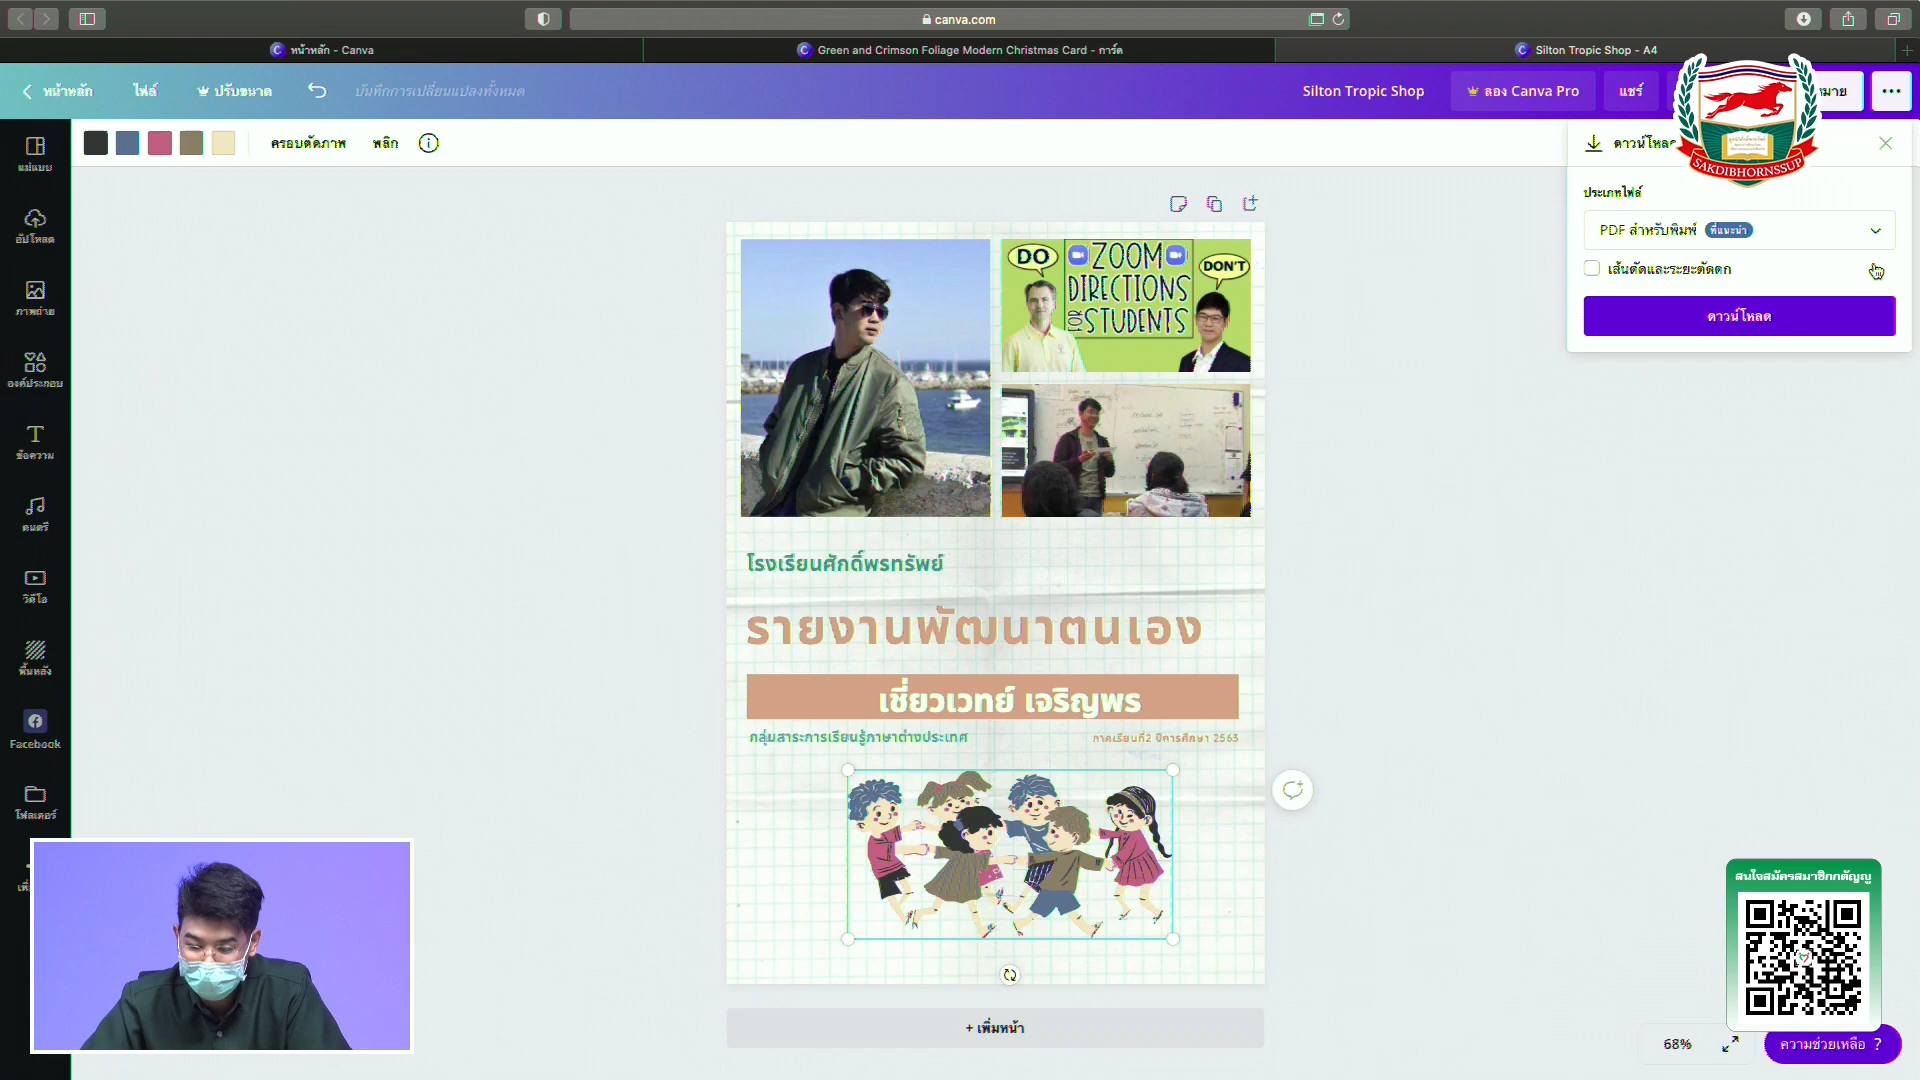 canva.com
หน้าหลัก - Canva
Green and Crimson Foliage Modern Christmas Card - การ์ด
Silton Tropic Shop - A4
หน้าหลัก
ไฟล์
ปรับขนาด
บันทึกการเปลี่ยนแปลงทั้งหมด
Silton Tropic Shop
ลอง Canva Pro
แชร์
มาย
ครอบตัดภาพ
พลิก
ดาวน์โหลด
SAKDIBHORNSSUP
ประเภทไฟล์
PDF สำหรับพิมพ์
ที่แนะนำ
เส้นตัดและระยะตัดตก
ดาวน์โหลด
แม่แบบ
อัปโหลด
ภาพถ่าย
องค์ประกอบ
ข้อความ
ดนตรี
วิดีโอ
พื้นหลัง
Facebook
โฟลเดอร์
DO
ZOOM
DIRECTIONS
FOR
STUDENTS
DON'T
โรงเรียนศักดิ์พรทรัพย์
รายงานพัฒนาตนเอง
เชี่ยวเวทย์ เจริญพร
กลุ่มสาระการเรียนรู้ภาษาต่างประเทศ
ภาคเรียนที่2 ปีการศึกษา 2563
+ เพิ่มหน้า
สนใจสมัครสมาชิกกตัญญู
68%
ความช่วยเหลือ ?